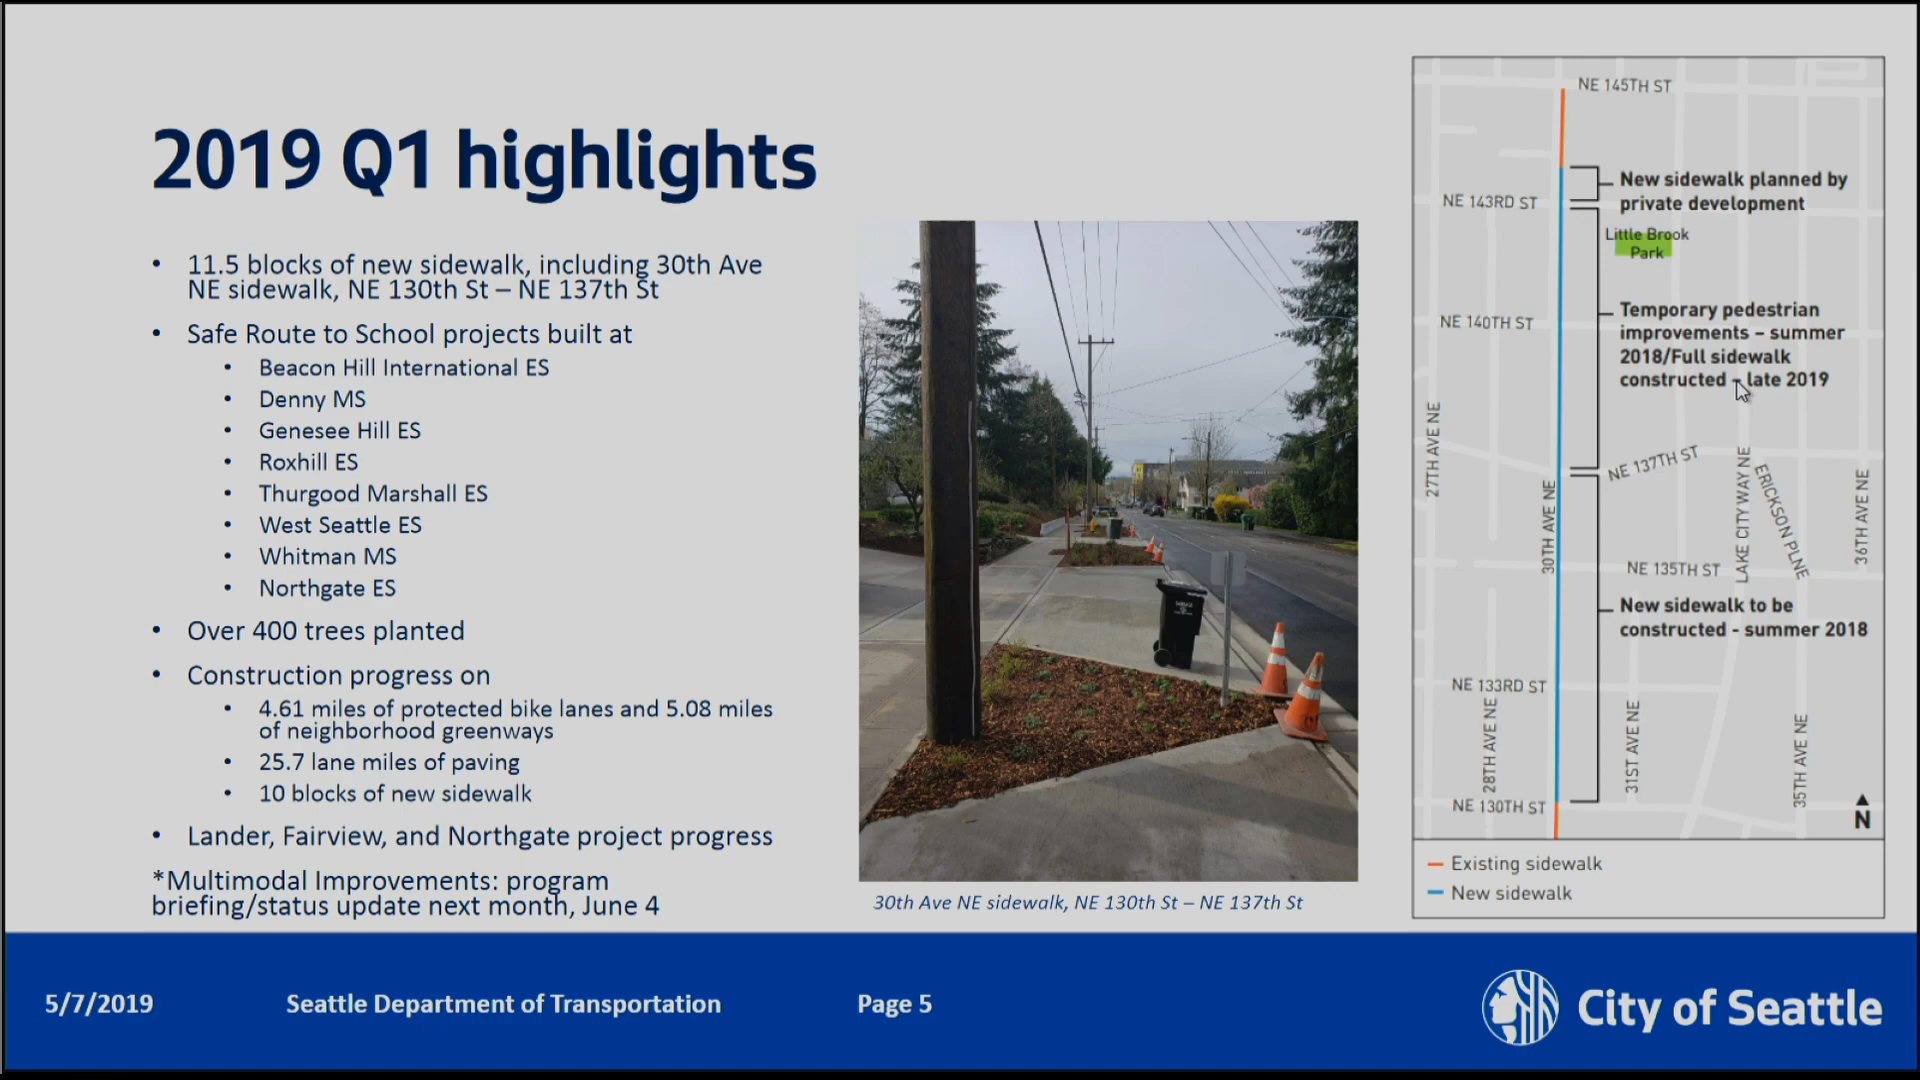 2019 Q1 highlights
• 11.5 blocks of new sidewalk, including 30th Ave
NE sidewalk, NE 130th St – NE 137th St
• Safe Route to School projects built at
• Beacon Hill International ES
• Denny MS
• Genesee Hill ES
• Roxhill ES
• Thurgood Marshall ES
• West Seattle ES
• Whitman MS
• Northgate ES
• Over 400 trees planted
• Construction progress on
• 4.61 miles of protected bike lanes and 5.08 miles
of neighborhood greenways
• 25.7 lane miles of paving
• 10 blocks of new sidewalk
• Lander, Fairview, and Northgate project progress
*Multimodal Improvements: program
briefing/status update next month, June 4
30th Ave NE sidewalk, NE 130th St – NE 137th St
NE 145TH ST
New sidewalk planned by
private development
NE 143RD ST
Little Brook
Park
Temporary pedestrian
improvements – summer
2018/Full sidewalk
constructed – late 2019
NE 140TH ST
27TH AVE NE
NE 137TH ST
30TH AVE NE
LAKE CITY WAY NE
ERICKSON PL NE
36TH AVE NE
NE 135TH ST
New sidewalk to be
constructed - summer 2018
NE 133RD ST
28TH AVE NE
31ST AVE NE
35TH AVE NE
NE 130TH ST
N
Existing sidewalk
New sidewalk
5/7/2019
Seattle Department of Transportation
Page 5
City of Seattle